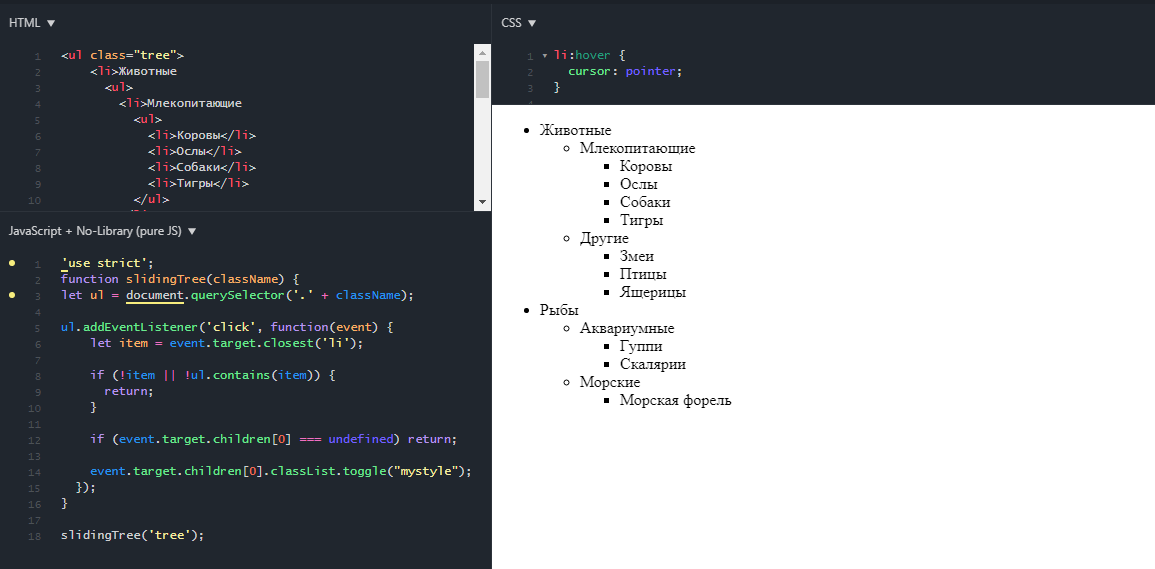 HTML ▼
1 <ul class="tree">
2 <li>Животные
3 <ul>
4 <li>Млекопитающие
5 <ul>
6 <li>Коровы</li>
7 <li>Ослы</li>
8 <li>Собаки</li>
9 <li>Тигры</li>
10 </ul>
JavaScript + No-Library (pure JS) ▼
1 'use strict';
2 function slidingTree(className) {
3 let ul = document.querySelector('.' + className);
4
5 ul.addEventListener('click', function(event) {
6 let item = event.target.closest('li');
7
8 if (!item || !ul.contains(item)) {
9 return;
10 }
11
12 if (event.target.children[0] === undefined) return;
13
14 event.target.children[0].classList.toggle("mystyle");
15 });
16 }
17
18 slidingTree('tree');
CSS ▼
1 li:hover {
2 cursor: pointer;
3 }
Животные
Млекопитающие
Коровы
Ослы
Собаки
Тигры
Другие
Змеи
Птицы
Ящерицы
Рыбы
Аквариумные
Гуппи
Скалярии
Морские
Морская форель